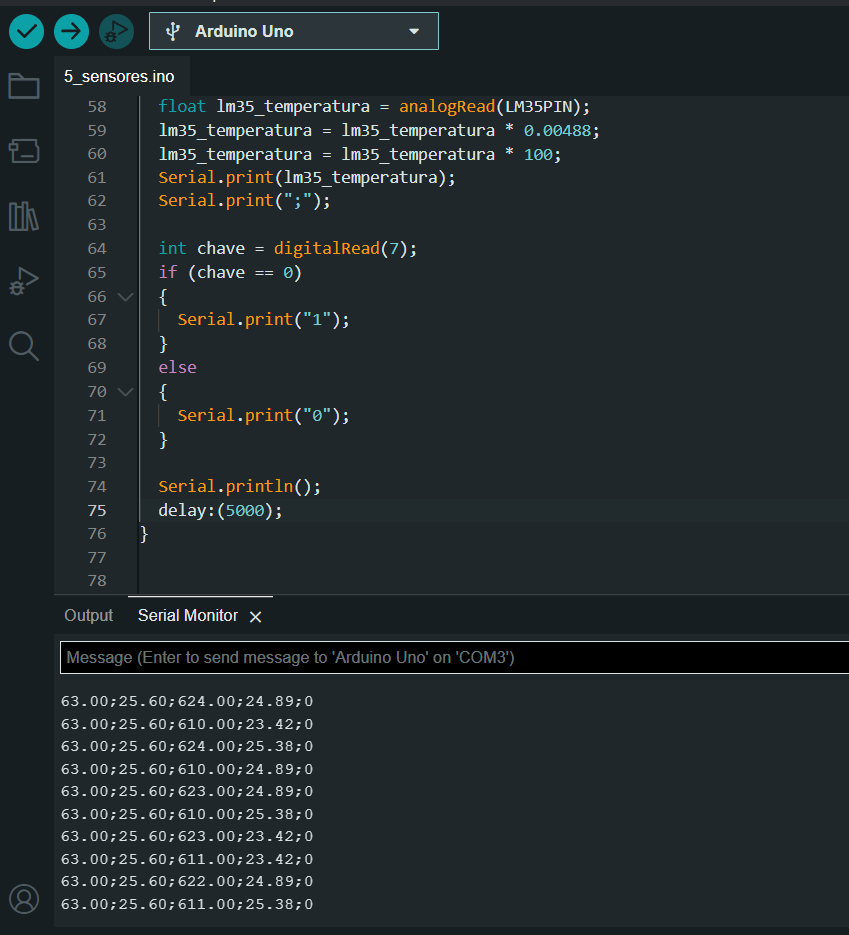 Arduino Uno
5_sensores.ino
58 float lm35_temperatura = analogRead(LM35PIN);
59 lm35_temperatura = lm35_temperatura * 0.00488;
60 lm35_temperatura = lm35_temperatura * 100;
61 Serial.print(lm35_temperatura);
62 Serial.print(";");
63
64 int chave = digitalRead(7);
65 if (chave == 0)
66 {
67 Serial.print("1");
68 }
69 else
70 {
71 Serial.print("0");
72 }
73
74 Serial.println();
75 delay:(5000);
76 }
77
78
Output Serial Monitor
Message (Enter to send message to 'Arduino Uno' on 'COM3')
63.00;25.60;624.00;24.89;0
63.00;25.60;610.00;23.42;0
63.00;25.60;624.00;25.38;0
63.00;25.60;610.00;24.89;0
63.00;25.60;623.00;24.89;0
63.00;25.60;610.00;25.38;0
63.00;25.60;623.00;23.42;0
63.00;25.60;611.00;23.42;0
63.00;25.60;622.00;24.89;0
63.00;25.60;611.00;25.38;0